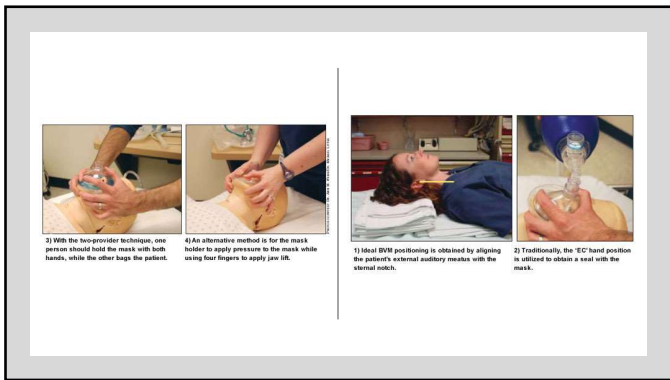 3) With the two-provider technique, one
person should hold the mask with both
hands, while the other bags the patient.
4) An alternative method is for the mask
holder to apply pressure to the mask while
using four fingers to apply jaw lift.
1) Ideal BVM positioning is obtained by aligning
the patient's external auditory meatus with the
sternal notch.
2) Traditionally, the 'EC' hand position
is utilized to obtain a seal with the
mask.